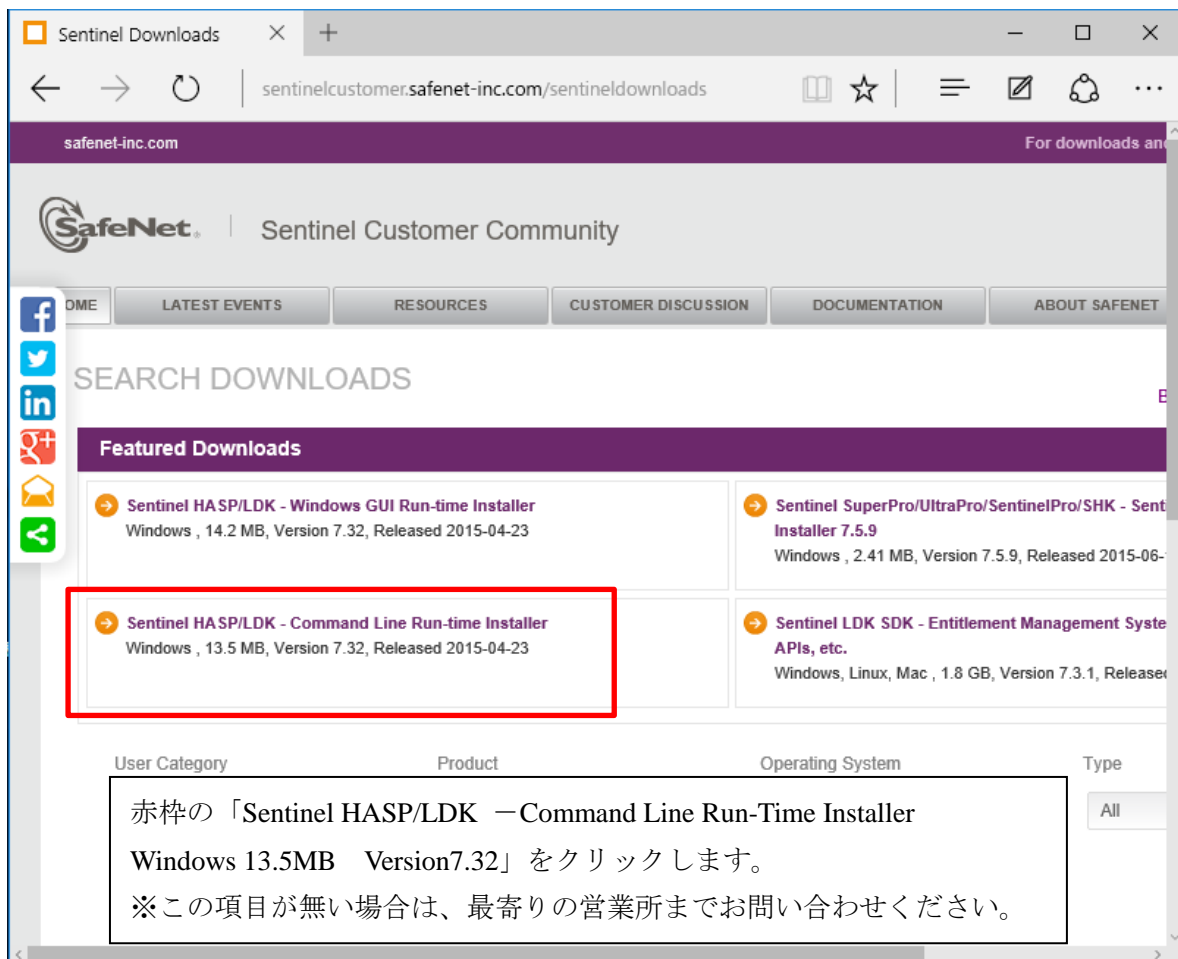 Sentinel Downloads
sentinelcustomer.safenet-inc.com/sentineldownloads
safenet-inc.com
For downloads and
SafeNet.
Sentinel Customer Community
OME
LATEST EVENTS
RESOURCES
CUSTOMER DISCUSSION
DOCUMENTATION
ABOUT SAFENET
SEARCH DOWNLOADS
B
Featured Downloads
Sentinel HASP/LDK - Windows GUI Run-time Installer
Windows , 14.2 MB, Version 7.32, Released 2015-04-23
Sentinel SuperPro/UltraPro/SentinelPro/SHK - Sent
Installer 7.5.9
Windows , 2.41 MB, Version 7.5.9, Released 2015-06-
Sentinel HASP/LDK - Command Line Run-time Installer
Windows , 13.5 MB, Version 7.32, Released 2015-04-23
Sentinel LDK SDK - Entitlement Management Syste
APIs, etc.
Windows, Linux, Mac , 1.8 GB, Version 7.3.1, Released
User Category
Product
Operating System
Type
All
赤枠の「Sentinel HASP/LDK －Command Line Run-Time Installer
Windows 13.5MB　Version7.32」をクリックします。
※この項目が無い場合は、最寄りの営業所までお問い合わせください。